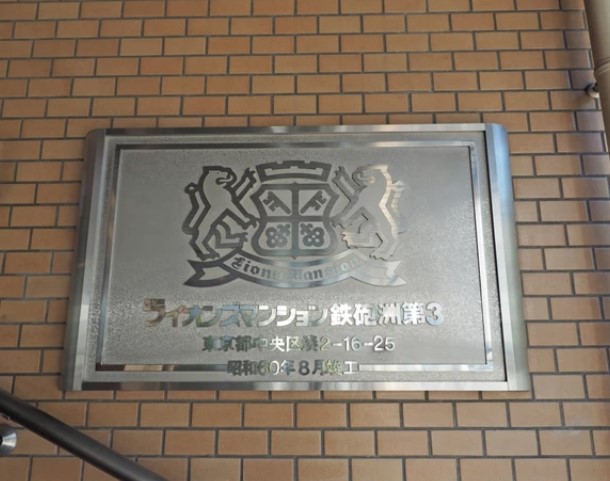 Lions Mansion
ライオンズマンション鉄砲洲第3
東京都中央区湊2-16-25
昭和60年8月竣工